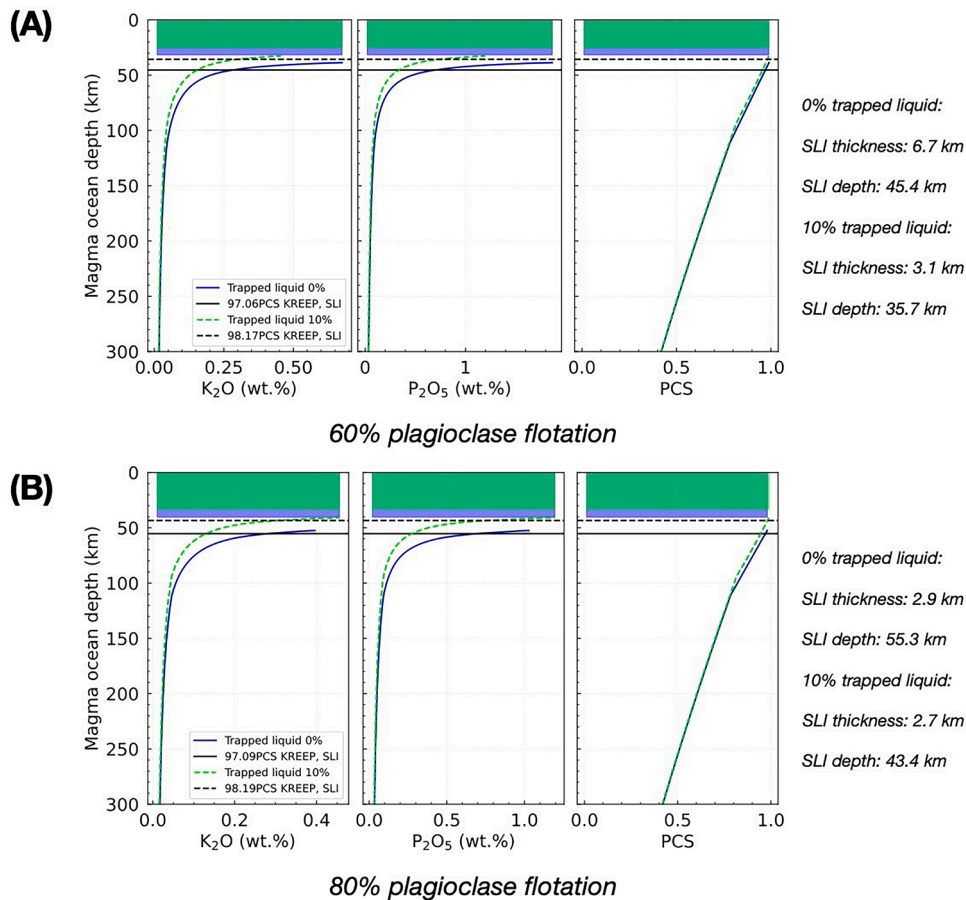 (A)
0
50
100
150
200
250
300
Magma ocean depth (km)
Trapped liquid 0%
97.06PCS KREEP, SLI
Trapped liquid 10%
98.17PCS KREEP, SLI
0.00 0.25 0.50
K₂O (wt.%)
0 1
P₂O₅ (wt.%)
0.0 0.5 1.0
PCS
0% trapped liquid:
SLI thickness: 6.7 km
SLI depth: 45.4 km
10% trapped liquid:
SLI thickness: 3.1 km
SLI depth: 35.7 km
60% plagioclase flotation
(B)
0
50
100
150
200
250
300
Magma ocean depth (km)
Trapped liquid 0%
97.09PCS KREEP, SLI
Trapped liquid 10%
98.19PCS KREEP, SLI
0.0 0.2 0.4
K₂O (wt.%)
0.0 0.5 1.0
P₂O₅ (wt.%)
0.0 0.5 1.0
PCS
0% trapped liquid:
SLI thickness: 2.9 km
SLI depth: 55.3 km
10% trapped liquid:
SLI thickness: 2.7 km
SLI depth: 43.4 km
80% plagioclase flotation